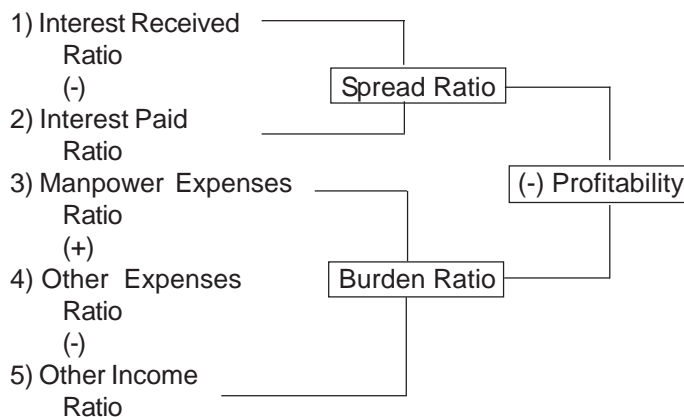 1) Interest Received
Ratio
(-)
Spread Ratio
2) Interest Paid
Ratio
3) Manpower Expenses
(-) Profitability
Ratio
(+)
4) Other Expenses
Burden Ratio
Ratio
(-)
5) Other Income
Ratio